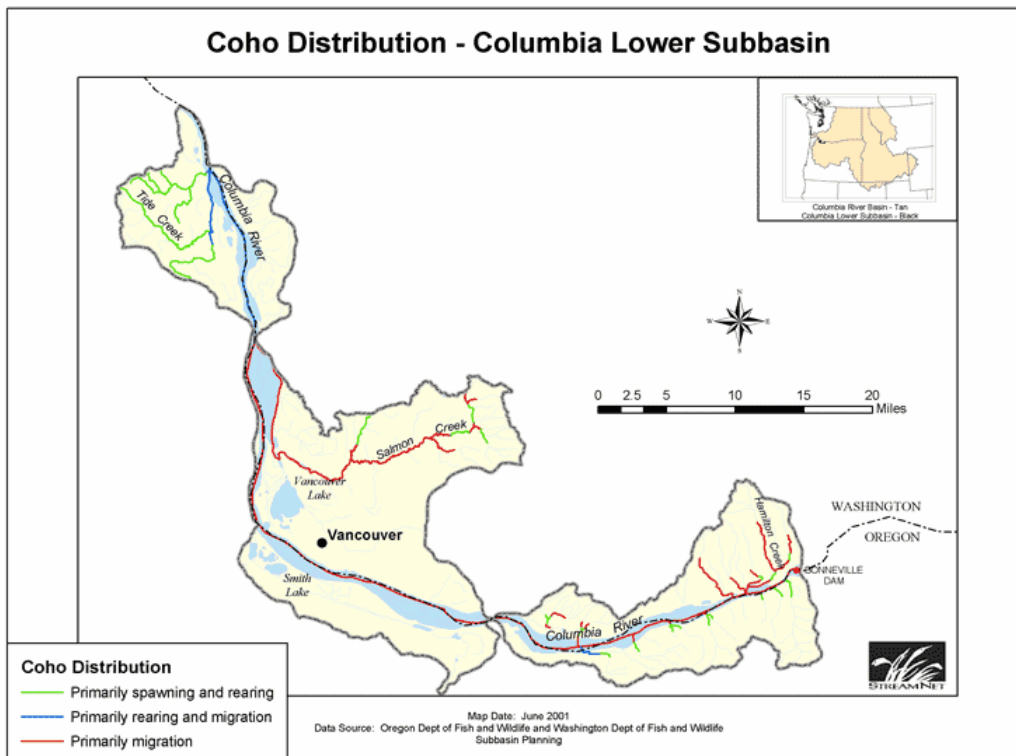 Coho Distribution - Columbia Lower Subbasin
Columbia River Basin - Tan
Columbia Lower Subbasin - Black
Columbia River
Tide Creek
N
W E
S
0 2.5 5 10 15 20
Miles
Salmon Creek
Vancouver
Lake
Vancouver
Smith
Lake
Hamilton Creek
WASHINGTON
OREGON
BONNEVILLE
DAM
Columbia River
STREAMNET
Coho Distribution
Primarily spawning and rearing
Primarily rearing and migration
Primarily migration
Map Date: June 2001
Data Source: Oregon Dept of Fish and Wildlife and Washington Dept of Fish and Wildlife
Subbasin Planning